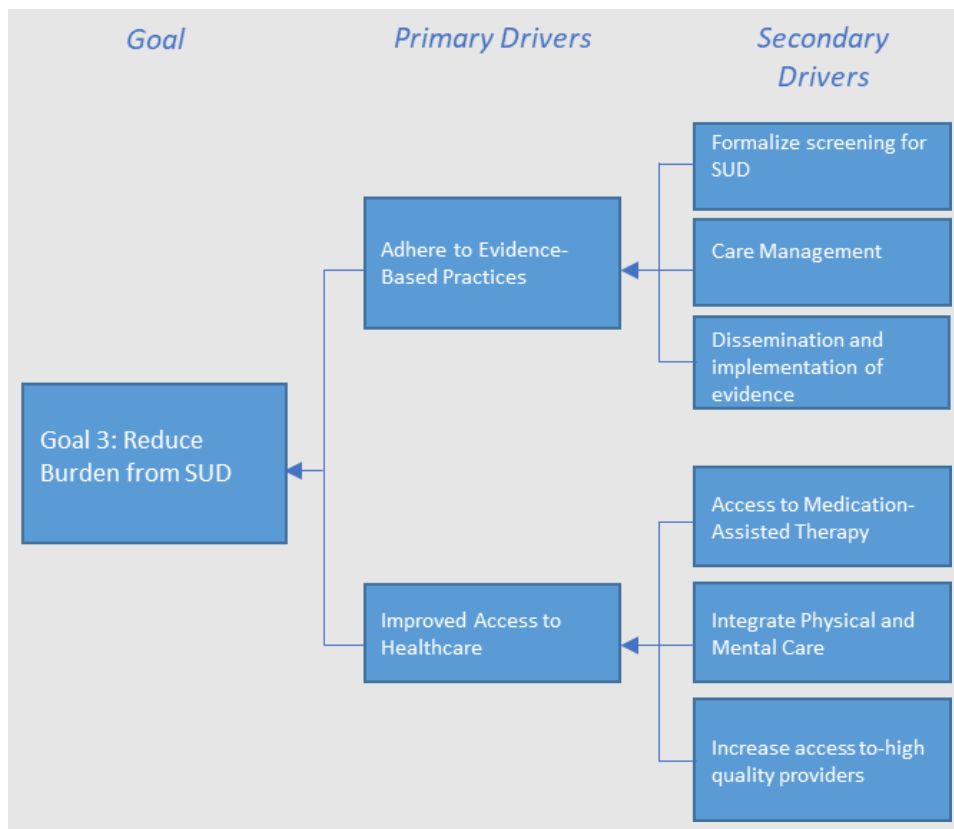 Goal
Primary Drivers
Secondary
Drivers
Formalize screening for
SUD
Adhere to Evidence-
Based Practices
Care Management
Dissemination and
implementation of
evidence
Goal 3: Reduce
Burden from SUD
Access to Medication-
Assisted Therapy
Improved Access to
Healthcare
Integrate Physical and
Mental Care
Increase access to-high
quality providers